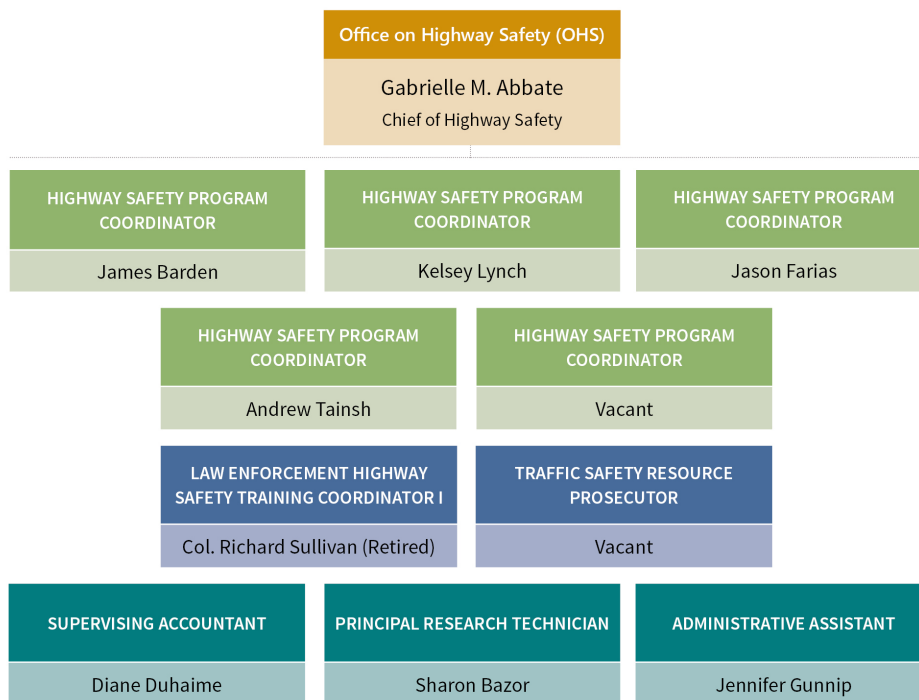 Office on Highway Safety (OHS)
Gabrielle M. Abbate
Chief of Highway Safety
HIGHWAY SAFETY PROGRAM
COORDINATOR
James Barden
HIGHWAY SAFETY PROGRAM
COORDINATOR
Kelsey Lynch
HIGHWAY SAFETY PROGRAM
COORDINATOR
Jason Farias
HIGHWAY SAFETY PROGRAM
COORDINATOR
Andrew Tainsh
HIGHWAY SAFETY PROGRAM
COORDINATOR
Vacant
LAW ENFORCEMENT HIGHWAY
SAFETY TRAINING COORDINATOR I
Col. Richard Sullivan (Retired)
TRAFFIC SAFETY RESOURCE
PROSECUTOR
Vacant
SUPERVISING ACCOUNTANT
Diane Duhaime
PRINCIPAL RESEARCH TECHNICIAN
Sharon Bazor
ADMINISTRATIVE ASSISTANT
Jennifer Gunnip